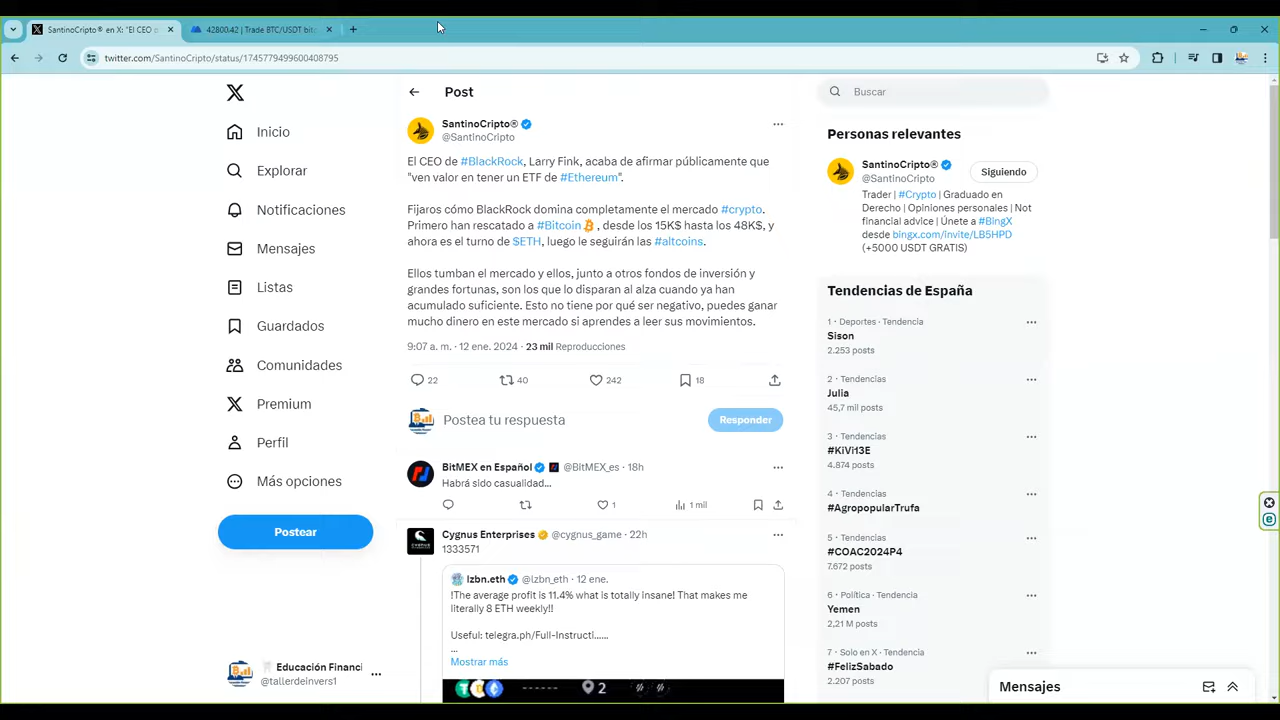 SantinoCripto® en X: "El CEO d
42800.42 | Trade BTC/USDT bit
twitter.com/SantinoCripto/status/1745779499600408795
Inicio
Explorar
Notificaciones
Mensajes
Listas
Guardados
Comunidades
Premium
Perfil
Más opciones
Postear
Educación Financi
@tallerdeinvers1
Post
SantinoCripto®
@SantinoCripto
El CEO de #BlackRock, Larry Fink, acaba de afirmar públicamente que
"ven valor en tener un ETF de #Ethereum".
Fijaros cómo BlackRock domina completamente el mercado #crypto.
Primero han rescatado a #Bitcoin, desde los 15K$ hasta los 48K$, y
ahora es el turno de $ETH, luego le seguirán las #altcoins.
Ellos tumban el mercado y ellos, junto a otros fondos de inversión y
grandes fortunas, son los que lo disparan al alza cuando ya han
acumulado suficiente. Esto no tiene por qué ser negativo, puedes ganar
mucho dinero en este mercado si aprendes a leer sus movimientos.
9:07 a. m. · 12 ene. 2024 · 23 mil Reproducciones
22 40 242 18
Postea tu respuesta
Responder
BitMEX en Español @BitMEX_es · 18h
Habrá sido casualidad...
1 1 mil
Cygnus Enterprises @cygnus_game · 22h
1333571
lzbn.eth @lzbn_eth · 12 ene.
!The average profit is 11.4% what is totally insane! That makes me
literally 8 ETH weekly!!
Useful: telegra.ph/Full-Instructi......
...
Mostrar más
------ 2
Buscar
Personas relevantes
SantinoCripto®
@SantinoCripto
Siguiendo
Trader | #Crypto | Graduado en
Derecho | Opiniones personales | Not
financial advice | Únete a #BingX
desde bingx.com/invite/LB5HPD
(+5000 USDT GRATIS)
Tendencias de España
1 · Deportes · Tendencia
Sison
2.253 posts
2 · Tendencias
Julia
45,7 mil posts
3 · Tendencias
#KiVi13E
4.874 posts
4 · Tendencias
#AgropopularTrufa
5 · Tendencias
#COAC2024P4
7.672 posts
6 · Política · Tendencia
Yemen
2,21 M posts
7 · Solo en X · Tendencia
#FelizSabado
2.207 posts
Mensajes